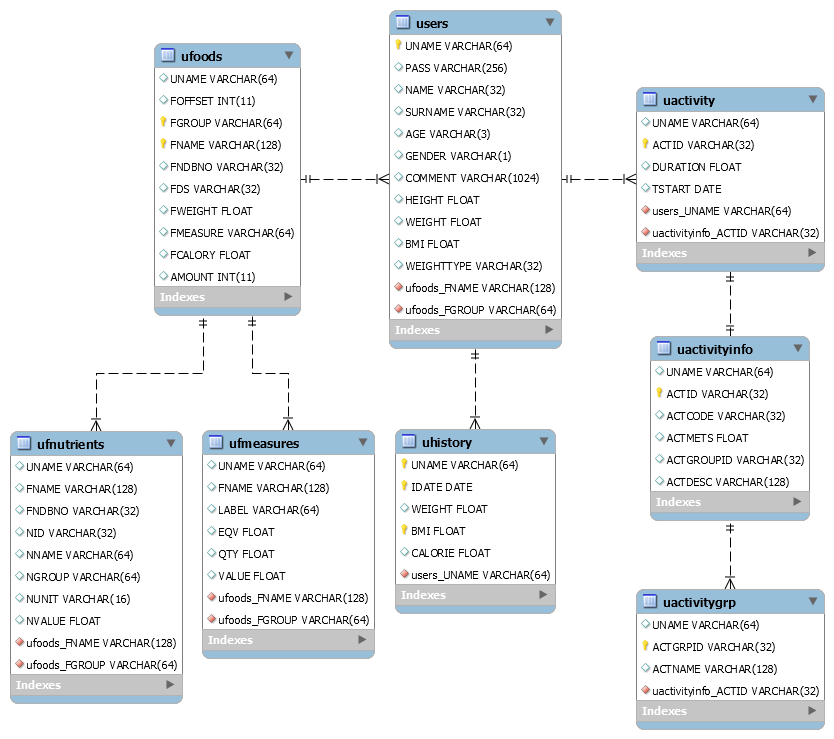 users
UNAME VARCHAR(64)
PASS VARCHAR(256)
NAME VARCHAR(32)
SURNAME VARCHAR(32)
AGE VARCHAR(3)
GENDER VARCHAR(1)
COMMENT VARCHAR(1024)
HEIGHT FLOAT
WEIGHT FLOAT
BMI FLOAT
WEIGHTTYPE VARCHAR(32)
ufoods_FNAME VARCHAR(128)
ufoods_FGROUP VARCHAR(64)
Indexes
ufoods
UNAME VARCHAR(64)
FOFFSET INT(11)
FGROUP VARCHAR(64)
FNAME VARCHAR(128)
FNDBNO VARCHAR(32)
FDS VARCHAR(32)
FWEIGHT FLOAT
FMEASURE VARCHAR(64)
FCALORY FLOAT
AMOUNT INT(11)
Indexes
uactivity
UNAME VARCHAR(64)
ACTID VARCHAR(32)
DURATION FLOAT
TSTART DATE
users_UNAME VARCHAR(64)
uactivityinfo_ACTID VARCHAR(32)
Indexes
uactivityinfo
UNAME VARCHAR(64)
ACTID VARCHAR(32)
ACTCODE VARCHAR(32)
ACTMETS FLOAT
ACTGROUPID VARCHAR(32)
ACTDESC VARCHAR(128)
Indexes
ufnutrients
UNAME VARCHAR(64)
FNAME VARCHAR(128)
FNDBNO VARCHAR(32)
NID VARCHAR(32)
NNAME VARCHAR(64)
NGROUP VARCHAR(64)
NUNIT VARCHAR(16)
NVALUE FLOAT
ufoods_FNAME VARCHAR(128)
ufoods_FGROUP VARCHAR(64)
Indexes
ufmeasures
UNAME VARCHAR(64)
FNAME VARCHAR(128)
LABEL VARCHAR(64)
EQV FLOAT
QTY FLOAT
VALUE FLOAT
ufoods_FNAME VARCHAR(128)
ufoods_FGROUP VARCHAR(64)
Indexes
uhistory
UNAME VARCHAR(64)
IDATE DATE
WEIGHT FLOAT
BMI FLOAT
CALORIE FLOAT
users_UNAME VARCHAR(64)
Indexes
uactivitygrp
UNAME VARCHAR(64)
ACTGRPID VARCHAR(32)
ACTNAME VARCHAR(128)
uactivityinfo_ACTID VARCHAR(32)
Indexes